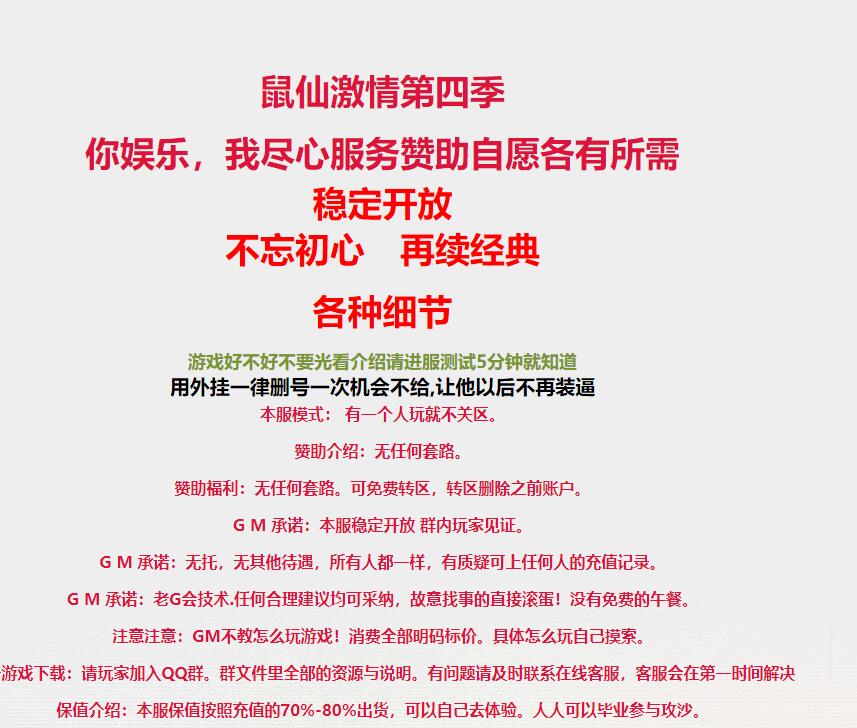 鼠仙激情第四季
你娱乐，我尽心服务赞助自愿各有所需
稳定开放
不忘初心　再续经典
各种细节
游戏好不好不要光看介绍请进服测试5分钟就知道
用外挂一律删号一次机会不给,让他以后不再装逼
本服模式： 有一个人玩就不关区。
赞助介绍：无任何套路。
赞助福利：无任何套路。可免费转区，转区删除之前账户。
G M 承诺：本服稳定开放 群内玩家见证。
G M 承诺：无托，无其他待遇，所有人都一样，有质疑可上任何人的充值记录。
G M 承诺：老G会技术.任何合理建议均可采纳，故意找事的直接滚蛋！没有免费的午餐。
注意注意：GM不教怎么玩游戏！消费全部明码标价。具体怎么玩自己摸索。
游戏下载：请玩家加入QQ群。群文件里全部的资源与说明。有问题请及时联系在线客服，客服会在第一时间解决
保值介绍：本服保值按照充值的70%-80%出货，可以自己去体验。人人可以毕业参与攻沙。